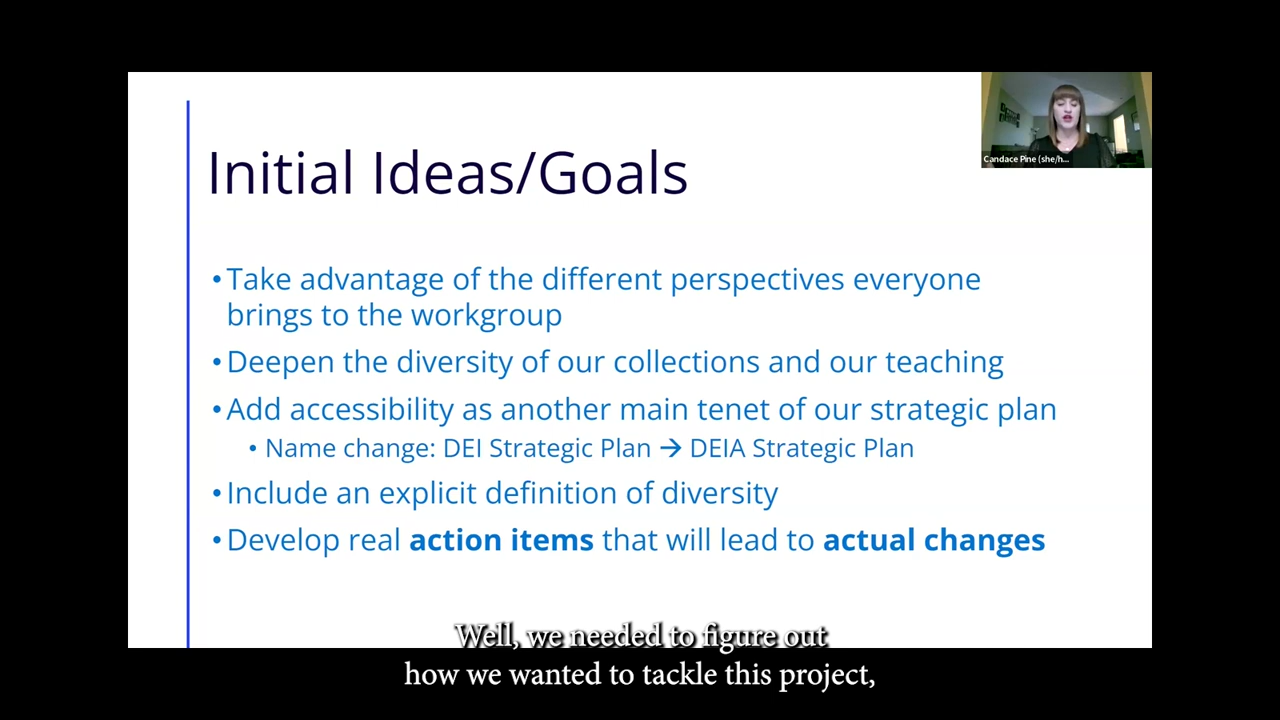 Candace Pine (she/h...
Initial Ideas/Goals
•Take advantage of the different perspectives everyone
brings to the workgroup
•Deepen the diversity of our collections and our teaching
•Add accessibility as another main tenet of our strategic plan
• Name change: DEI Strategic Plan → DEIA Strategic Plan
•Include an explicit definition of diversity
•Develop real action items that will lead to actual changes
Well, we needed to figure out
how we wanted to tackle this project,